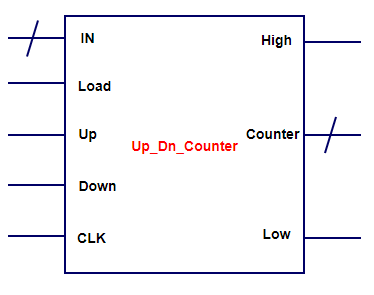 IN
High
Load
Up
Counter
Up_Dn_Counter
Down
CLK
Low